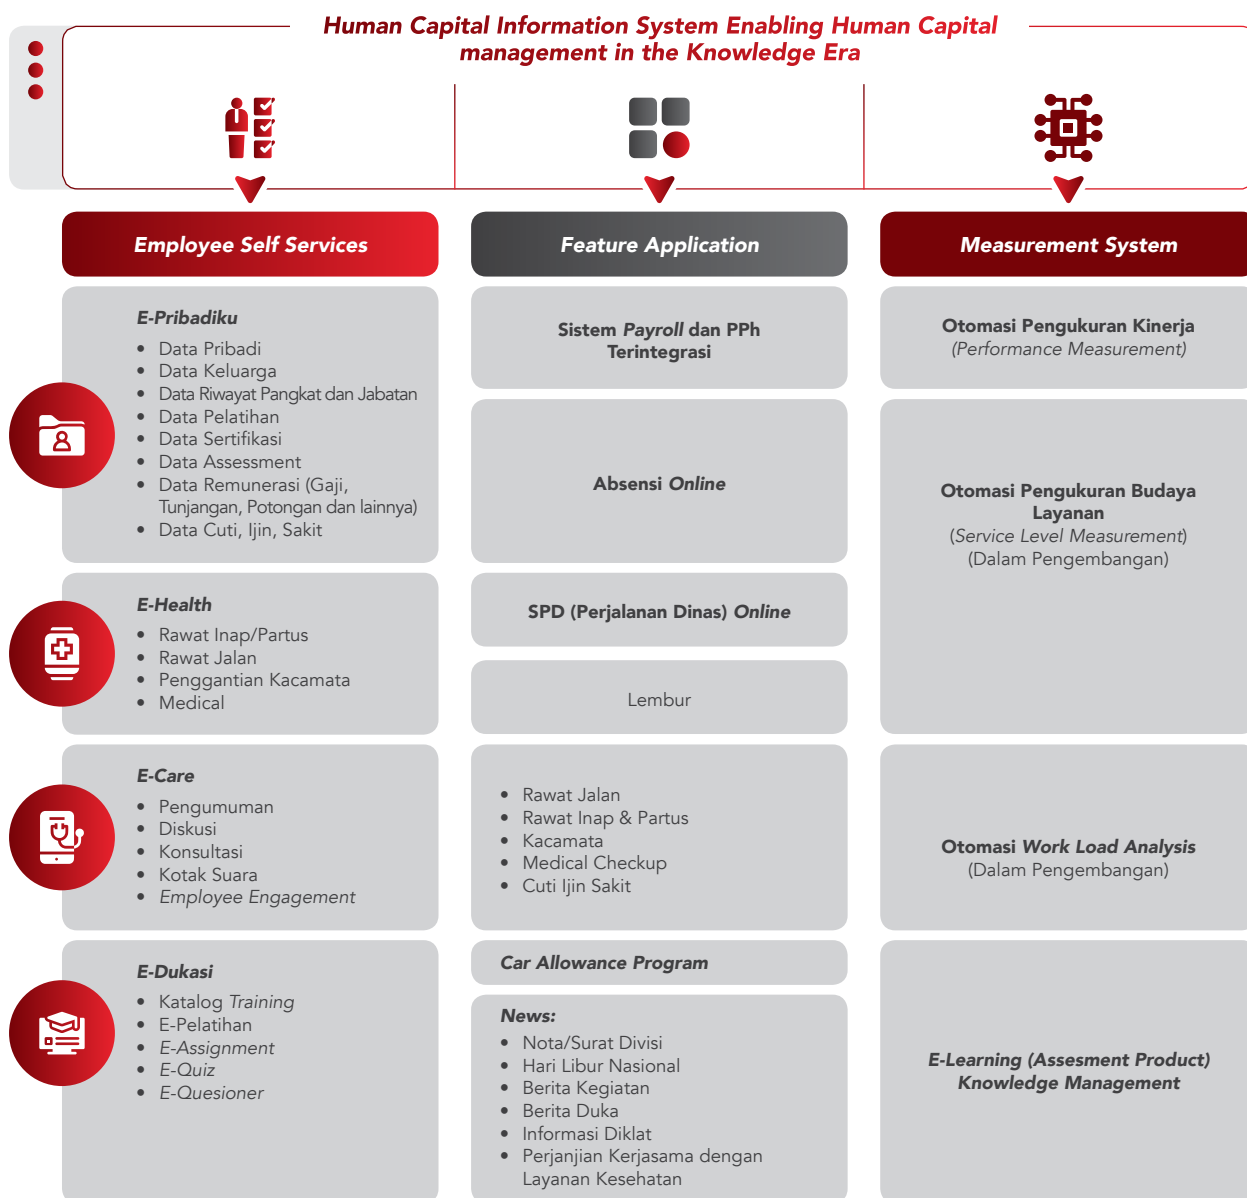 Human Capital Information System Enabling Human Capital
management in the Knowledge Era
Employee Self Services
E-Pribadiku
• Data Pribadi
• Data Keluarga
• Data Riwayat Pangkat dan Jabatan
• Data Pelatihan
• Data Sertifikasi
• Data Assessment
• Data Remunerasi (Gaji,
Tunjangan, Potongan dan lainnya)
• Data Cuti, Ijin, Sakit
E-Health
• Rawat Inap/Partus
• Rawat Jalan
• Penggantian Kacamata
• Medical
E-Care
• Pengumuman
• Diskusi
• Konsultasi
• Kotak Suara
• Employee Engagement
E-Dukasi
• Katalog Training
• E-Pelatihan
• E-Assignment
• E-Quiz
• E-Quesioner
Feature Application
Sistem Payroll dan PPh
Terintegrasi
Absensi Online
SPD (Perjalanan Dinas) Online
Lembur
• Rawat Jalan
• Rawat Inap & Partus
• Kacamata
• Medical Checkup
• Cuti Ijin Sakit
Car Allowance Program
News:
• Nota/Surat Divisi
• Hari Libur Nasional
• Berita Kegiatan
• Berita Duka
• Informasi Diklat
• Perjanjian Kerjasama dengan
Layanan Kesehatan
Measurement System
Otomasi Pengukuran Kinerja
(Performance Measurement)
Otomasi Pengukuran Budaya
Layanan
(Service Level Measurement)
(Dalam Pengembangan)
Otomasi Work Load Analysis
(Dalam Pengembangan)
E-Learning (Assesment Product)
Knowledge Management